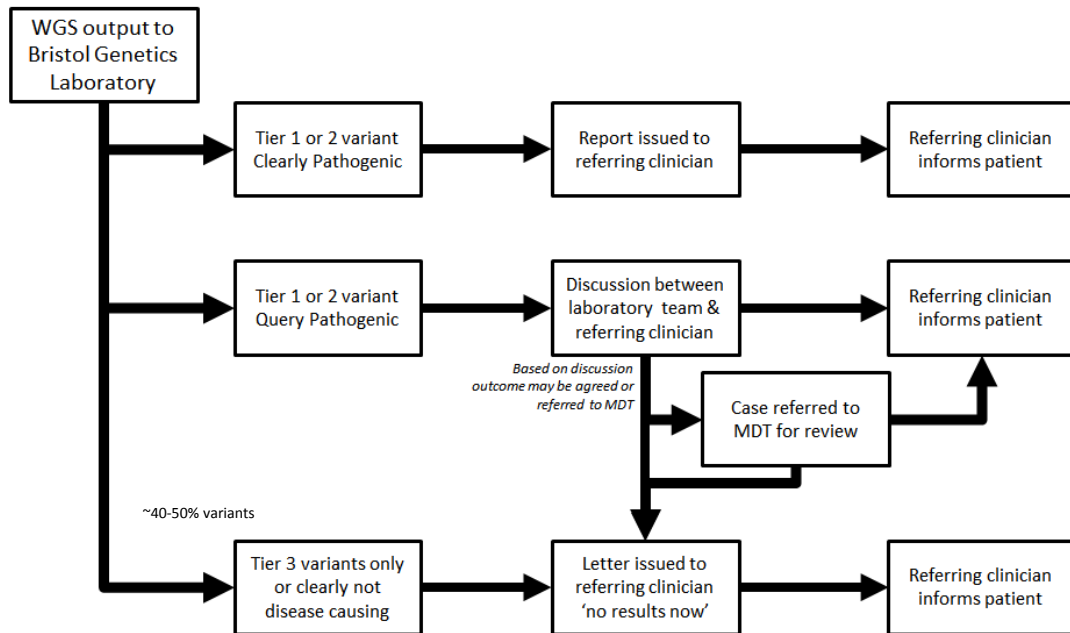 WGS output to
Bristol Genetics
Laboratory
Tier 1 or 2 variant
Clearly Pathogenic
Report issued to
referring clinician
Referring clinician
informs patient
Tier 1 or 2 variant
Query Pathogenic
Discussion between
laboratory team &
referring clinician
Referring clinician
informs patient
Based on discussion
outcome may be agreed or
referred to MDT
Case referred to
MDT for review
~40-50% variants
Tier 3 variants only
or clearly not
disease causing
Letter issued to
referring clinician
‘no results now’
Referring clinician
informs patient